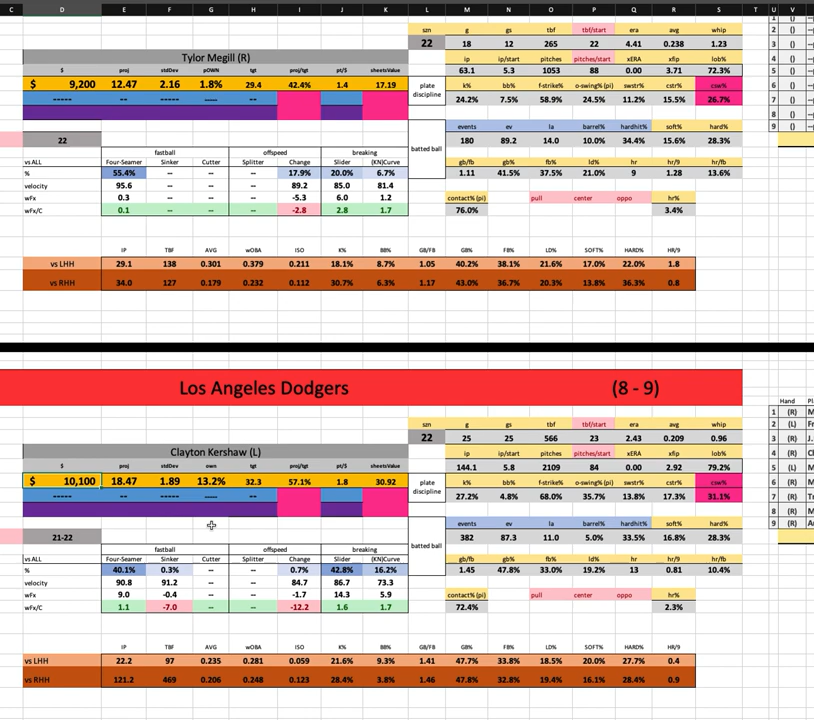 C D E F G H I J K L M N O P Q R S T U V
szn g gs tbf tbf/start era avg whip
22 18 12 265 22 4.41 0.238 1.23
Tylor Megill (R) ip ip/start pitches pitches/start xERA xfip lob%
$ proj stdDev pOWN tgt proj/tgt pt/$ sheetsValue 63.1 5.3 1053 88 0.00 3.71 72.3%
$ 9,200 12.47 2.16 1.8% 29.4 42.4% 1.4 17.19 plate discipline k% bb% f-strike% o-swing% (pi) swstr% cstr% csw%
----- -- ----- ---- --- 24.2% 7.5% 58.9% 24.5% 11.2% 15.5% 26.7%
batted ball events ev la barrel% hardhit% soft% hard%
22 180 89.2 14.0 10.0% 34.4% 15.6% 28.3%
fastball offspeed breaking
vs ALL Four-Seamer Sinker Cutter Splitter Change Slider (KN)Curve gb/fb gb% fb% ld% hr hr/9 hr/fb
% 55.4% -- -- -- 17.9% 20.0% 6.7% 1.11 41.5% 37.5% 21.0% 9 1.28 13.6%
velocity 95.6 -- -- -- 89.2 85.0 81.4
wFx 0.3 -- -- -- -5.3 6.0 1.2 contact% (pi) pull center oppo hr%
wFx/C 0.1 -- -- -- -2.8 2.8 1.7 76.0% 3.4%
IP TBF AVG wOBA ISO K% BB% GB/FB GB% FB% LD% SOFT% HARD% HR/9
vs LHH 29.1 138 0.301 0.379 0.211 18.1% 8.7% 1.05 40.2% 38.1% 21.6% 17.0% 22.0% 1.8
vs RHH 34.0 127 0.179 0.232 0.112 30.7% 6.3% 1.17 43.0% 36.7% 20.3% 13.8% 36.3% 0.8
1 () --
2 () --
3 () --
4 () --
5 () --
6 () --
7 () --
8 () --
9 () --
Los Angeles Dodgers (8 - 9)
szn g gs tbf tbf/start era avg whip
22 25 25 566 23 2.43 0.209 0.96
Clayton Kershaw (L) ip ip/start pitches pitches/start xERA xfip lob%
$ proj stdDev own tgt proj/tgt pt/$ sheetsValue 144.1 5.8 2109 84 0.00 2.92 79.2%
$ 10,100 18.47 1.89 13.2% 32.3 57.1% 1.8 30.92 plate discipline k% bb% f-strike% o-swing% (pi) swstr% cstr% csw%
----- -- ----- ---- --- 27.2% 4.8% 68.0% 35.7% 13.8% 17.3% 31.1%
batted ball events ev la barrel% hardhit% soft% hard%
21-22 382 87.3 11.0 5.0% 33.5% 16.8% 28.3%
fastball offspeed breaking
vs ALL Four-Seamer Sinker Cutter Splitter Change Slider (KN)Curve gb/fb gb% fb% ld% hr hr/9 hr/fb
% 40.1% 0.3% -- -- 0.7% 42.8% 16.2% 1.45 47.8% 33.0% 19.2% 13 0.81 10.4%
velocity 90.8 91.2 -- -- 84.7 86.7 73.3
wFx 9.0 -0.4 -- -- -1.7 14.3 5.9 contact% (pi) pull center oppo hr%
wFx/C 1.1 -7.0 -- -- -12.2 1.6 1.7 72.4% 2.3%
IP TBF AVG wOBA ISO K% BB% GB/FB GB% FB% LD% SOFT% HARD% HR/9
vs LHH 22.2 97 0.235 0.281 0.059 21.6% 9.3% 1.41 47.7% 33.8% 18.5% 20.0% 27.7% 0.4
vs RHH 121.2 469 0.206 0.248 0.123 28.4% 3.8% 1.46 47.8% 32.8% 19.4% 16.1% 28.4% 0.9
Hand Pl
1 (R) M
2 (L) Fr
3 (R) J.
4 (R) Cl
5 (L) M
6 (R)
7 (R) Tr
8 (R) M
9 (R) A